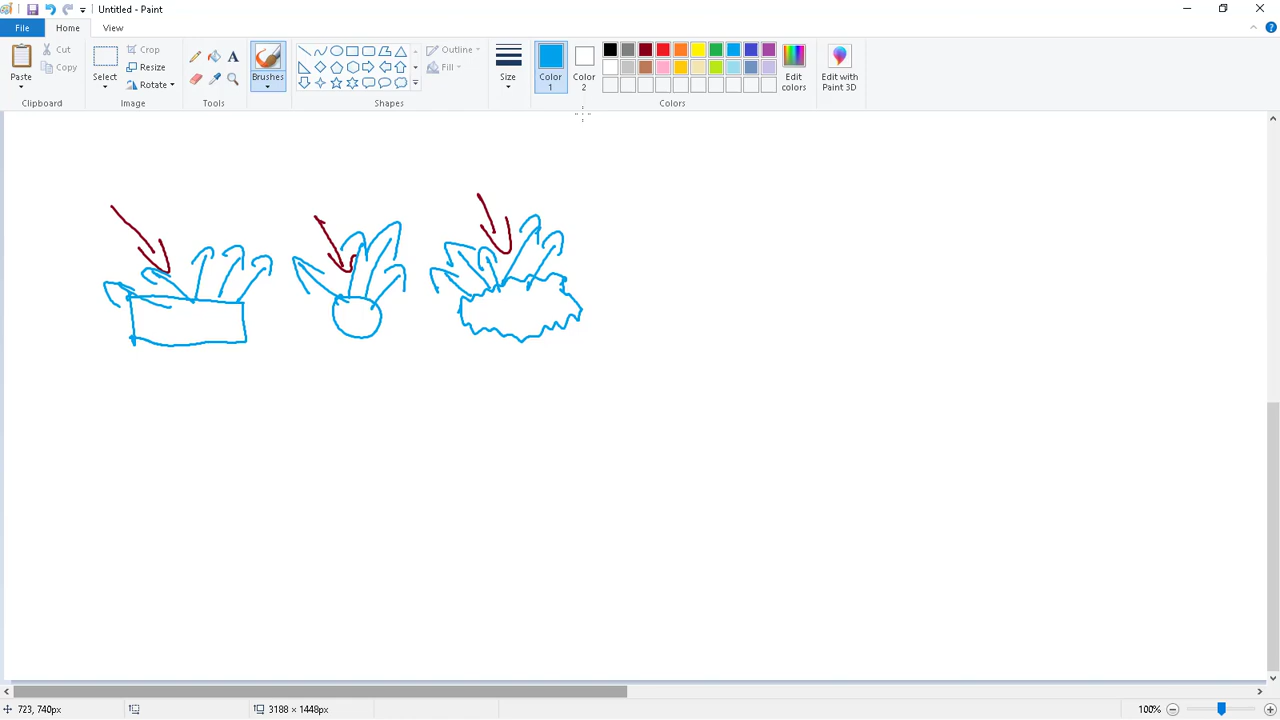 Untitled - Paint
File Home View
Paste Cut Copy Select Crop Resize Rotate Brushes Outline Fill Size Color 1 Color 2 Edit colors Edit with Paint 3D
Clipboard Image Tools Shapes Colors
723, 740px 3188 × 1448px 100%